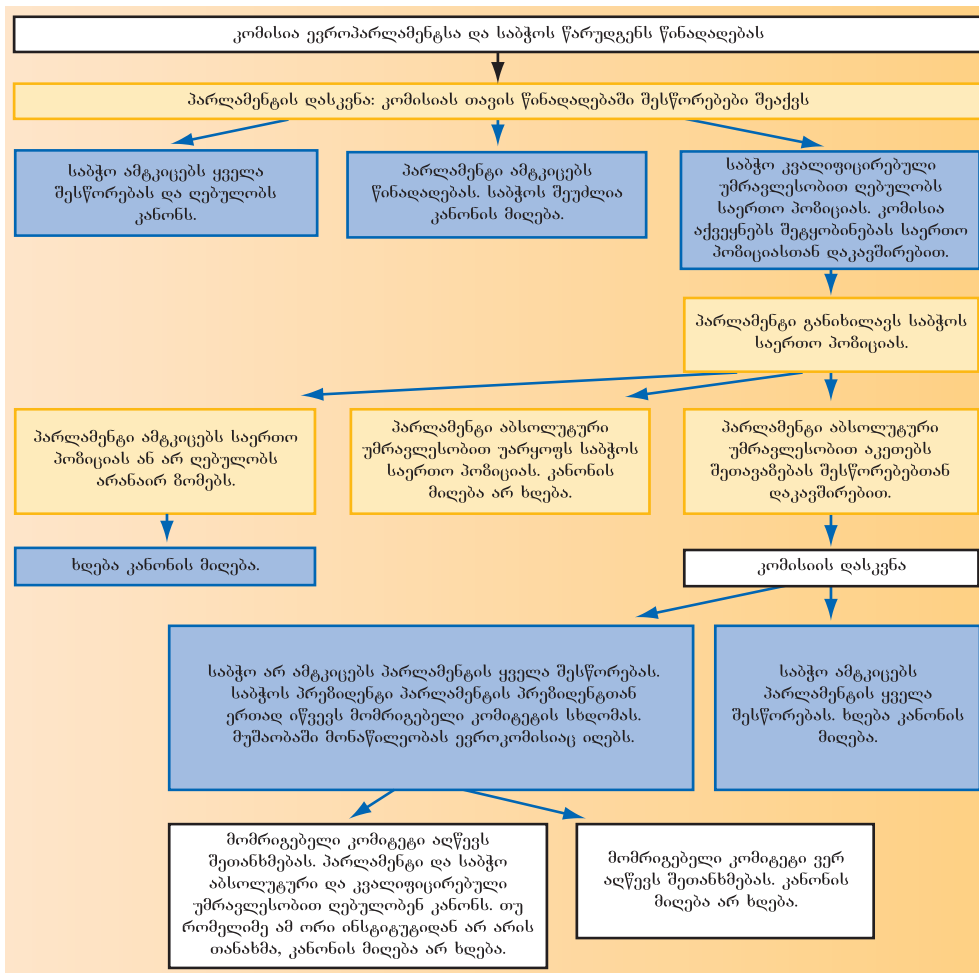 კომისია ევროპარლამენტსა და საბჭოს წარუდგენს წინადადებას
პარლამენტის დასკვნა: კომისიას თავის წინადადებაში შესწორებები შეაქვს
საბჭო ამტკიცებს ყველა
შესწორებას და ღებულობს
კანონს.
პარლამენტი ამტკიცებს
წინადადებას. საბჭოს შეუძლია
კანონის მიღება.
საბჭო კვალიფიცირებული
უმრავლესობით ღებულობს
საერთო პოზიციას. კომისია
აქვეყნებს შეტყობინებას საერთო
პოზიციასთან დაკავშირებით.
პარლამენტი განიხილავს საბჭოს
საერთო პოზიციას.
პარლამენტი ამტკიცებს საერთო
პოზიციას ან არ ღებულობს
არანაირ ზომებს.
პარლამენტი აბსოლუტური
უმრავლესობით უარყოფს საბჭოს
საერთო პოზიციას. კანონის
მიღება არ ხდება.
პარლამენტი აბსოლუტური
უმრავლესობით აკეთებს
შეთავაზებას შესწორებებთან
დაკავშირებით.
ხდება კანონის მიღება.
კომისიის დასკვნა
საბჭო არ ამტკიცებს პარლამენტის ყველა შესწორებას.
საბჭოს პრეზიდენტი პარლამენტის პრეზიდენტთან
ერთად იწვევს მომრიგებელი კომიტეტის სხდომას.
მუშაობაში მონაწილეობას ევროკომისიაც იღებს.
საბჭო ამტკიცებს
პარლამენტის ყველა
შესწორებას. ხდება კანონის
მიღება.
მომრიგებელი კომიტეტი აღწევს
შეთანხმებას. პარლამენტი და საბჭო
აბსოლუტური და კვალიფიცირებული
უმრავლესობით ღებულობენ კანონს. თუ
რომელიმე ამ ორი ინსტიტუტიდან არ არის
თანახმა, კანონის მიღება არ ხდება.
მომრიგებელი კომიტეტი ვერ
აღწევს შეთანხმებას. კანონის
მიღება არ ხდება.